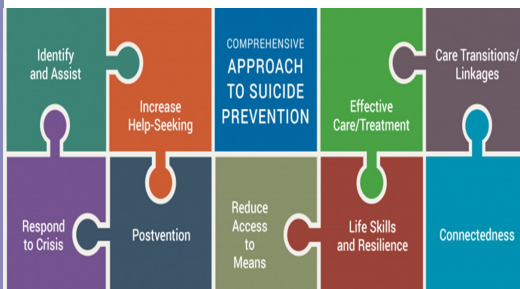 Identify
and Assist
Increase
Help-Seeking
COMPREHENSIVE
APPROACH
TO SUICIDE
PREVENTION
Effective
Care/Treatment
Care Transitions/
Linkages
Respond
to Crisis
Postvention
Reduce
Access
to
Means
Life Skills
and Resilience
Connectedness